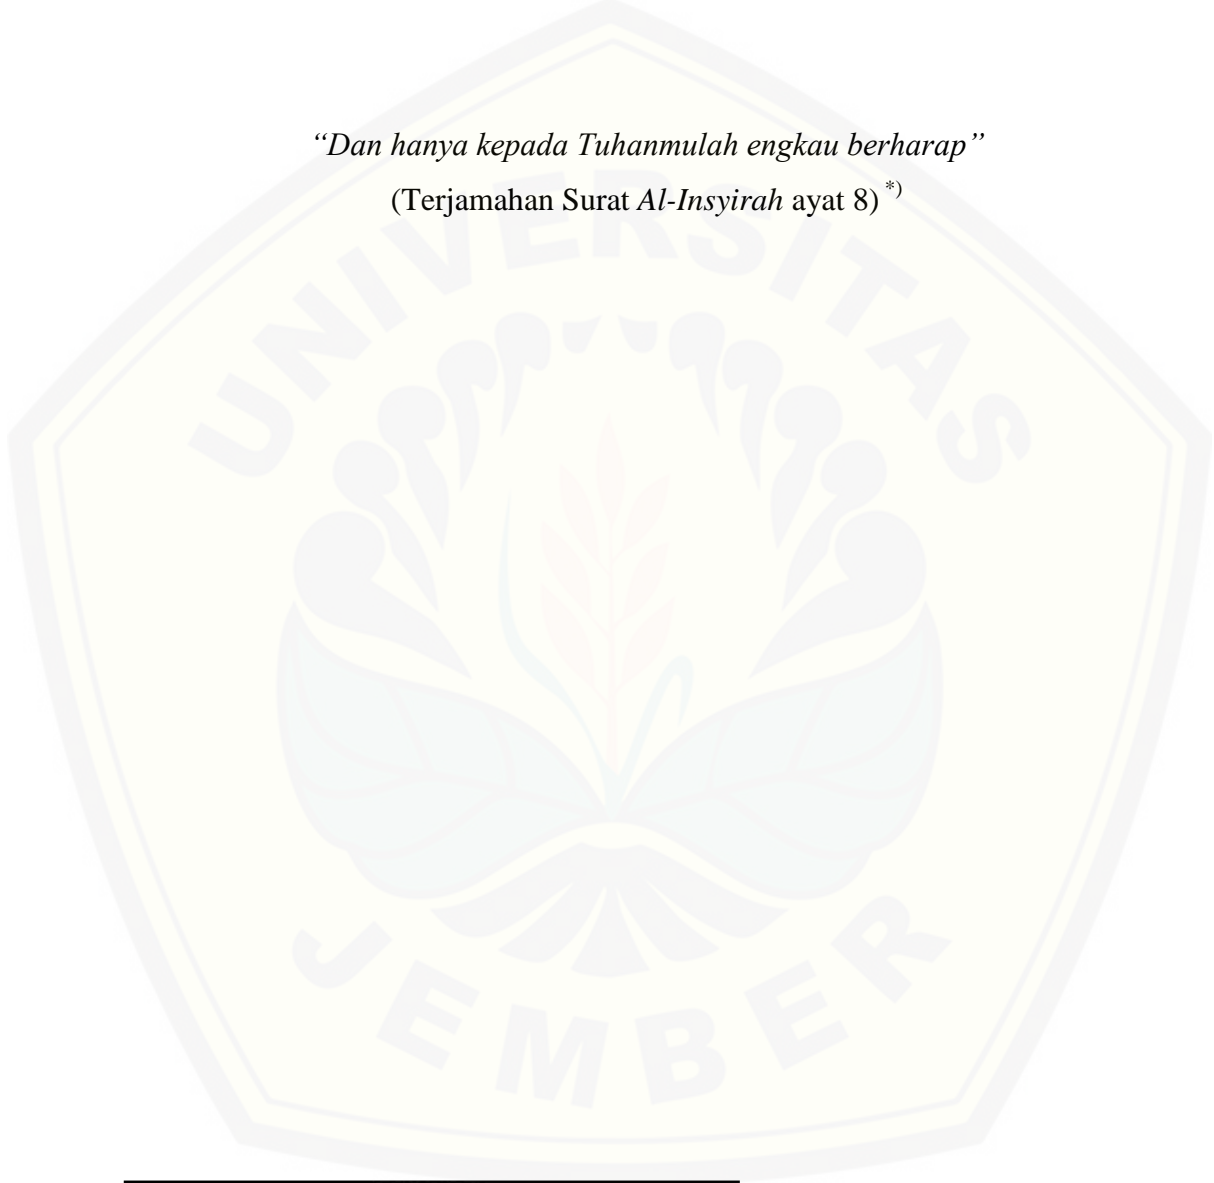 “Dan hanya kepada Tuhanmulah engkau berharap”
(Terjamahan Surat Al-Insyirah ayat 8) *)
UNIVERSITAS
JEMBER